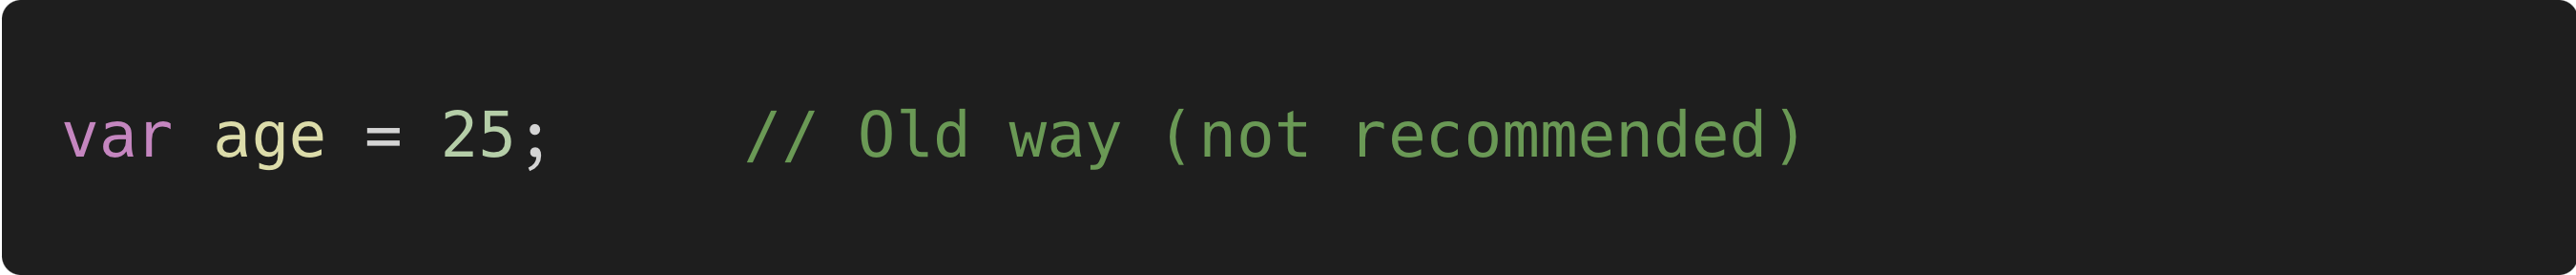 var age = 25;     // Old way (not recommended)